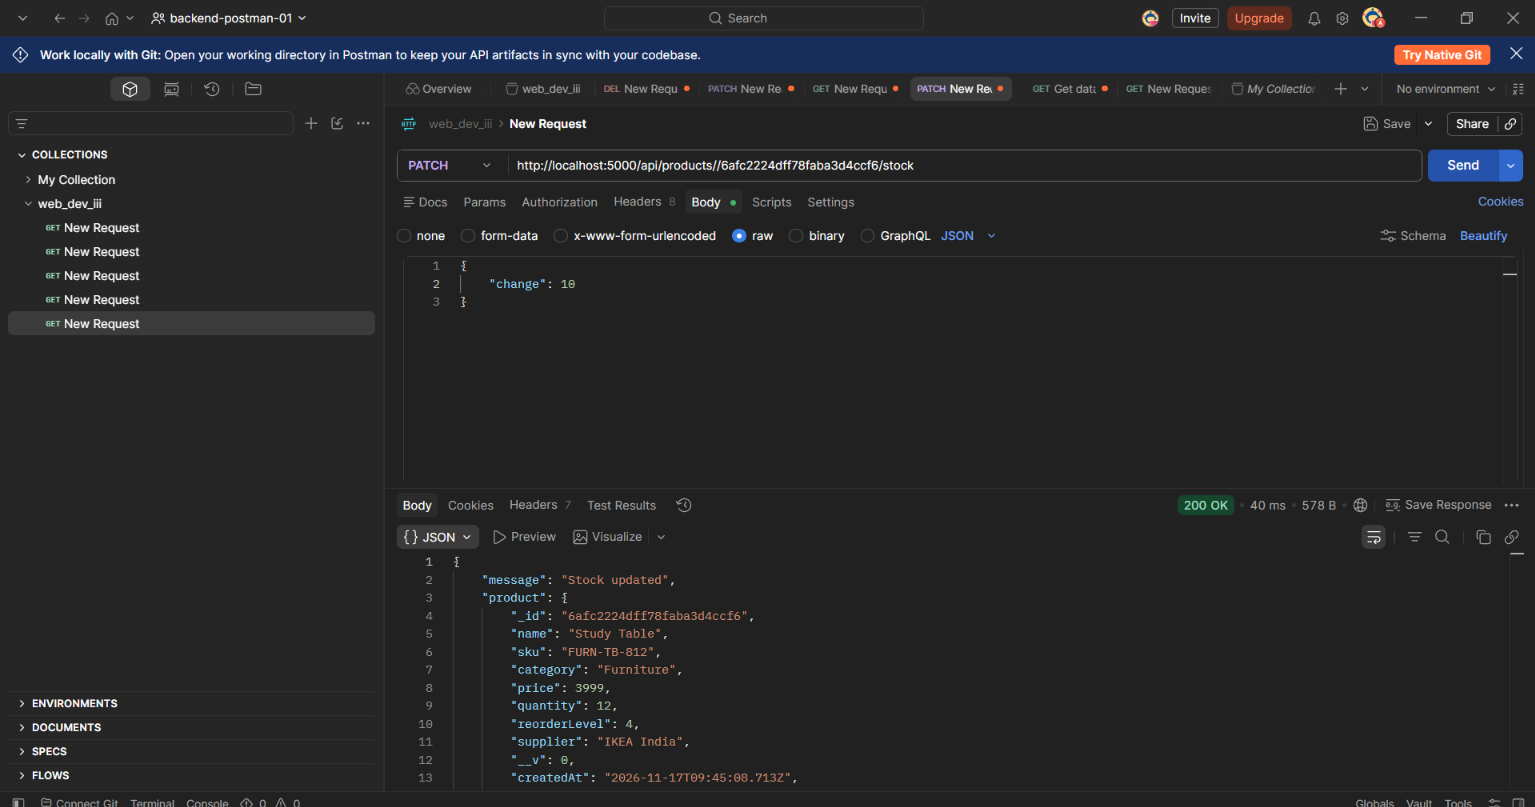 backend-postman-01
Search
Invite
Upgrade
Work locally with Git: Open your working directory in Postman to keep your API artifacts in sync with your codebase.
Try Native Git
Overview
web_dev_iii
DEL New Requ
PATCH New Re
GET New Requ
PATCH New Re
GET Get data
GET New Reques
My Collection
No environment
web_dev_iii > New Request
Save
Share
COLLECTIONS
My Collection
web_dev_iii
GET New Request
GET New Request
GET New Request
GET New Request
GET New Request
PATCH
http://localhost:5000/api/products//6afc2224dff78faba3d4ccf6/stock
Send
Docs Params Authorization Headers 8 Body Scripts Settings
Cookies
none form-data x-www-form-urlencoded raw binary GraphQL JSON
Schema Beautify
1 {
2 "change": 10
3 }
Body Cookies Headers 7 Test Results
200 OK • 40 ms • 578 B
e.g. Save Response
{} JSON Preview Visualize
1 {
2 "message": "Stock updated",
3 "product": {
4 "_id": "6afc2224dff78faba3d4ccf6",
5 "name": "Study Table",
6 "sku": "FURN-TB-812",
7 "category": "Furniture",
8 "price": 3999,
9 "quantity": 12,
10 "reorderLevel": 4,
11 "supplier": "IKEA India",
12 "__v": 0,
13 "createdAt": "2026-11-17T09:45:08.713Z",
ENVIRONMENTS
DOCUMENTS
SPECS
FLOWS
Connect Git Terminal Console 0 0
Globals Vault Tools